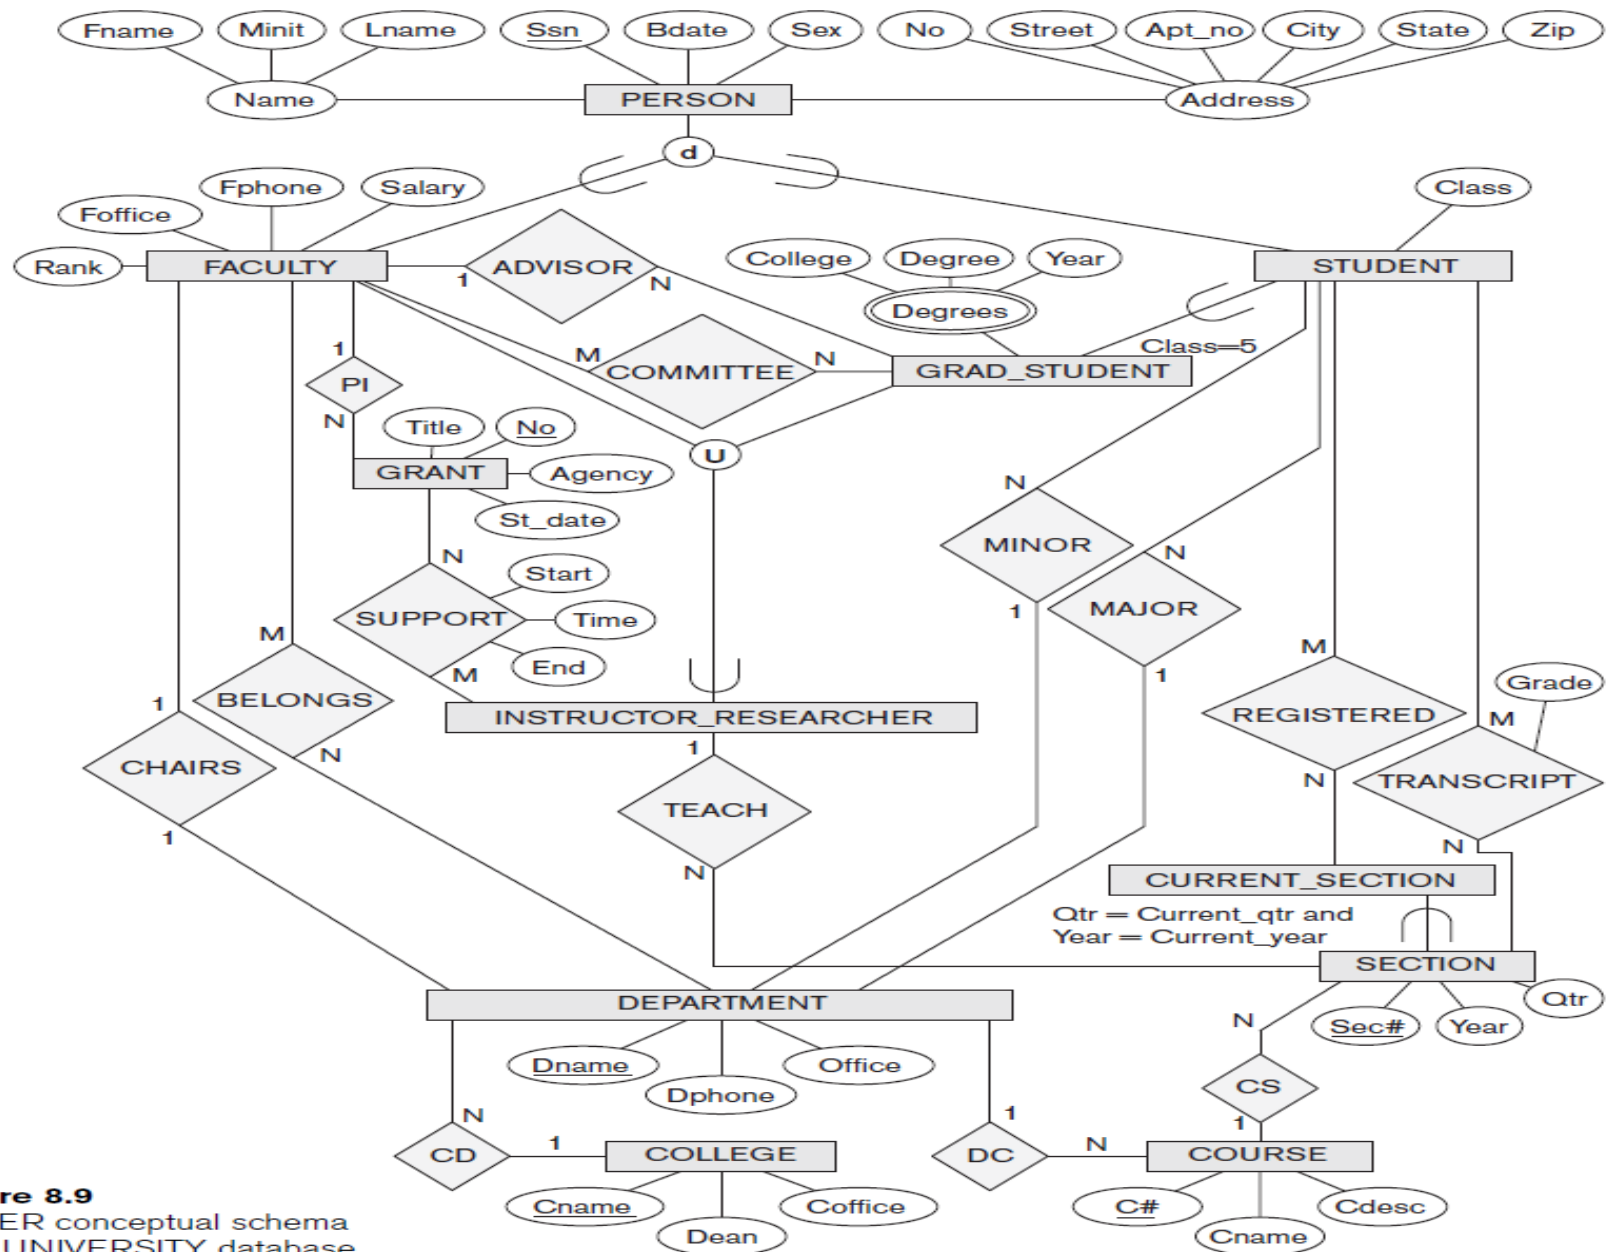 Fname Minit Lname Ssn Bdate Sex No Street Apt_no City State Zip
Name PERSON Address
d
Fphone Salary Class
Foffice
Rank FACULTY ADVISOR College Degree Year STUDENT
1 N
Degrees
Class=5
1 M N
PI COMMITTEE GRAD_STUDENT
N
Title No
U
GRANT Agency
N
St_date
MINOR N
N
Start
SUPPORT Time MAJOR
1
M M
End
M 1
Grade
1 BELONGS
INSTRUCTOR_RESEARCHER REGISTERED M
1
N
CHAIRS N TRANSCRIPT
TEACH
1 N
N
CURRENT_SECTION
Qtr = Current_qtr and
Year = Current_year
SECTION
DEPARTMENT Qtr
N Sec# Year
Dname Office
Dphone CS
N 1 1
CD 1 COLLEGE DC N COURSE
re 8.9
Cname Coffice C# Cdesc
ER conceptual schema
Dean Cname
UNIVERSITY database